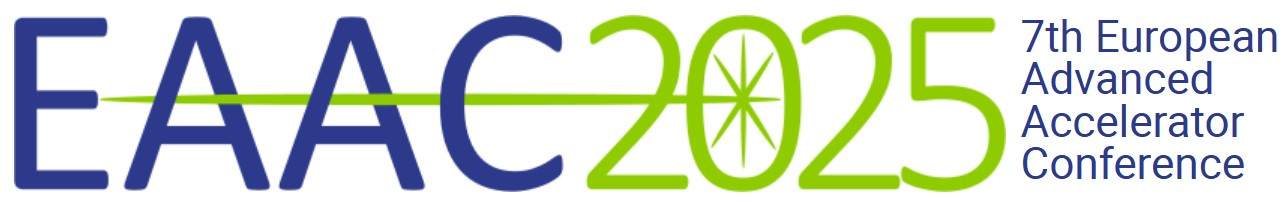 EAAC2025
7th European
Advanced
Accelerator
Conference